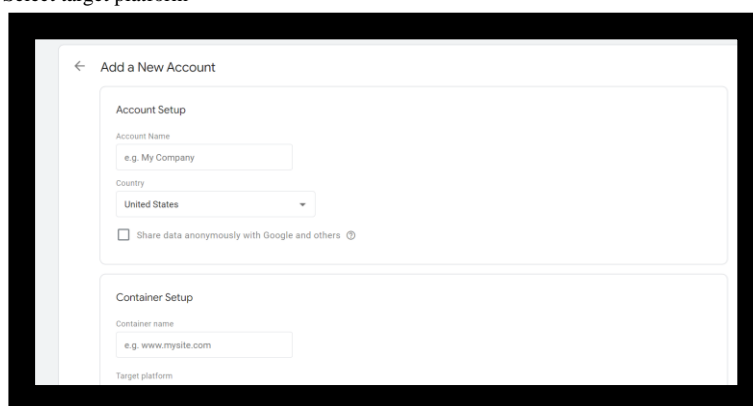 Select target platform
Add a New Account
Account Setup
Account Name
e.g. My Company
Country
United States
Share data anonymously with Google and others
Container Setup
Container name
e.g. www.mysite.com
Target platform